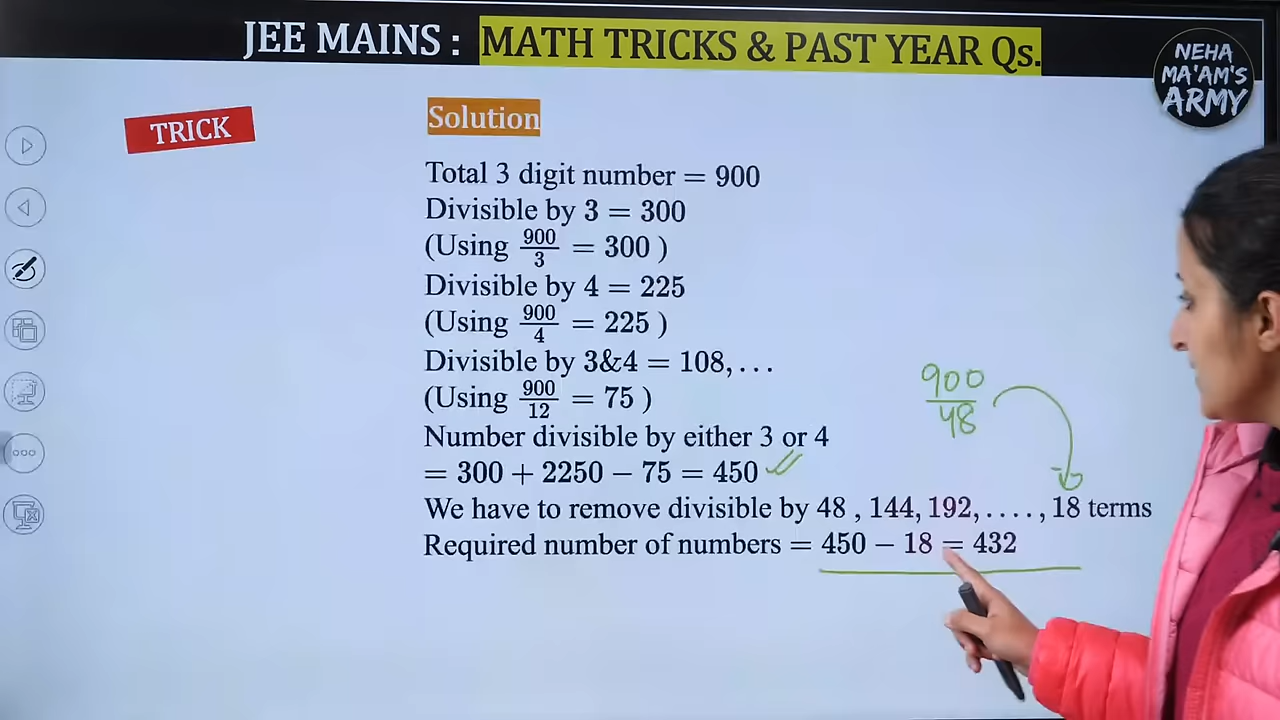 JEE MAINS : MATH TRICKS & PAST YEAR Qs.
NEHA
MA'AM'S
ARMY
TRICK
Solution
Total 3 digit number = 900
Divisible by 3 = 300
(Using 900/3 = 300 )
Divisible by 4 = 225
(Using 900/4 = 225 )
Divisible by 3&4 = 108, ...
(Using 900/12 = 75 )
Number divisible by either 3 or 4
= 300 + 2250 − 75 = 450
900/48
We have to remove divisible by 48 , 144, 192, ...., 18 terms
Required number of numbers = 450 − 18 = 432